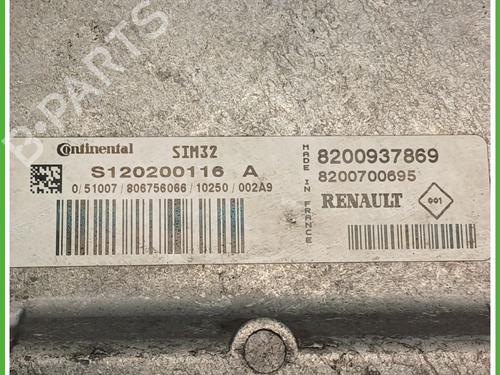 B-PARTS
Continental SIM32
S120200116 A
0/51007/806756066/10250/002A9
MADE IN FRANCE
8200937869
8200700695
RENAULT 001